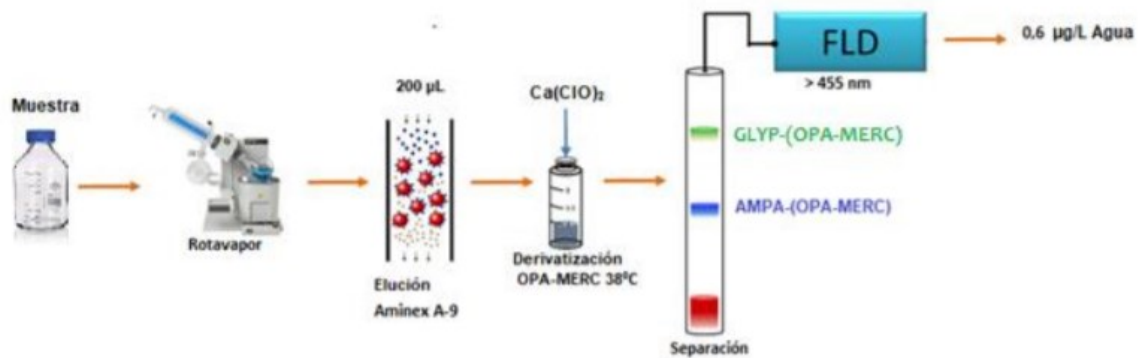 Muestra
Rotavapor
200 µL
Elución
Aminex A-9
Ca(ClO)₂
Derivatización
OPA-MERC 38⁰C
FLD
> 455 nm
GLYP-(OPA-MERC)
AMPA-(OPA-MERC)
Separación
0.6 µg/L Agua